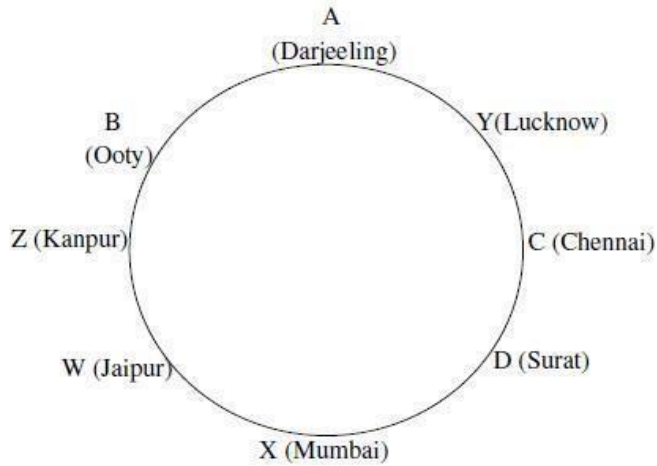 A
(Darjeeling)
B
(Ooty)
Y(Lucknow)
Z (Kanpur)
C (Chennai)
W (Jaipur)
D (Surat)
X (Mumbai)